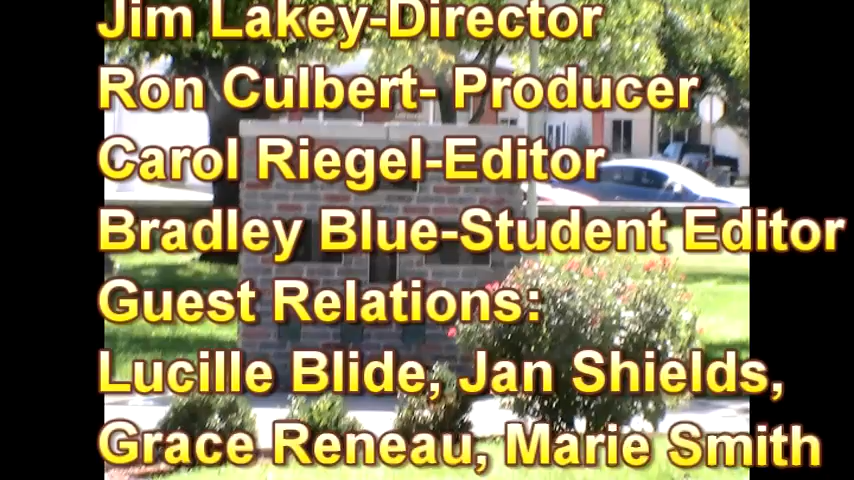 Jim Lakey-Director
Ron Culbert- Producer
Carol Riegel-Editor
Bradley Blue-Student Editor
Guest Relations:
Lucille Blide, Jan Shields,
Grace Reneau, Marie Smith